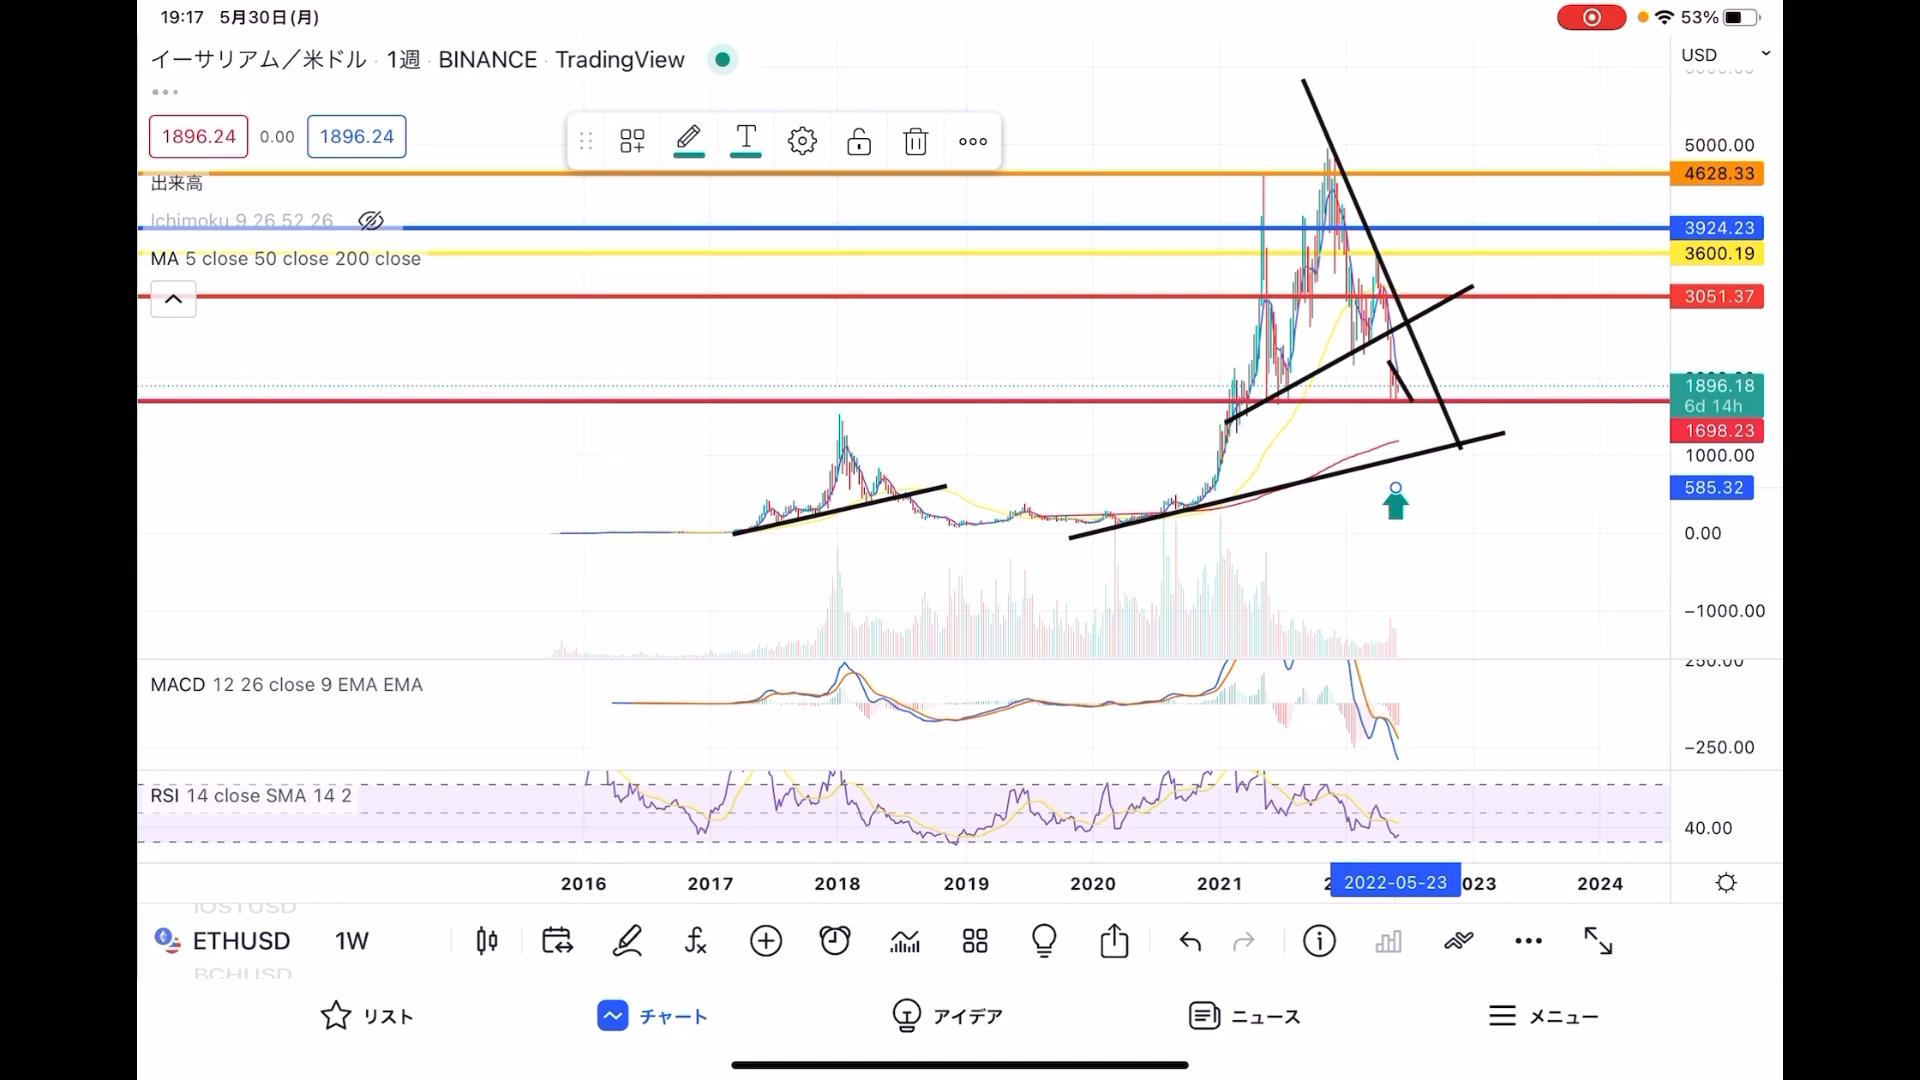 19:17 5月30日(月)
53%
イーサリアム／米ドル · 1週 · BINANCE · TradingView
USD
1896.24 0.00 1896.24
5000.00
4628.33
出来高
Ichimoku 9 26 52 26
3924.23
3600.19
MA 5 close 50 close 200 close
3051.37
1896.18
6d 14h
1698.23
1000.00
585.32
0.00
−1000.00
250.00
MACD 12 26 close 9 EMA EMA
−250.00
RSI 14 close SMA 14 2
40.00
2016 2017 2018 2019 2020 2021 2 2022-05-23 023 2024
IOSTUSD
ETHUSD 1W
BCHUSD
リスト チャート アイデア ニュース メニュー